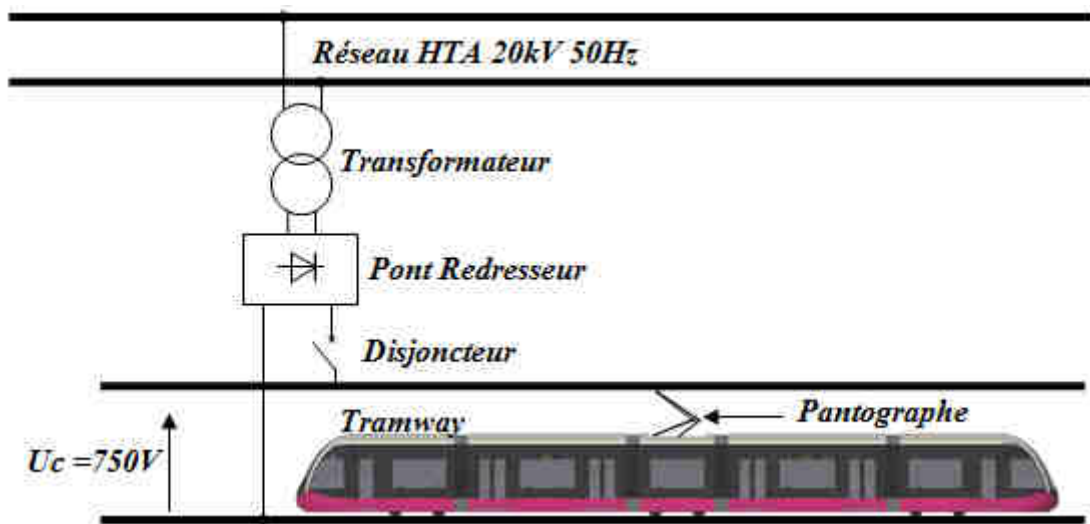 Réseau HTA 20kV 50Hz
Transformateur
Pont Redresseur
Disjoncteur
Pantographe
Tramway
Uc =750V